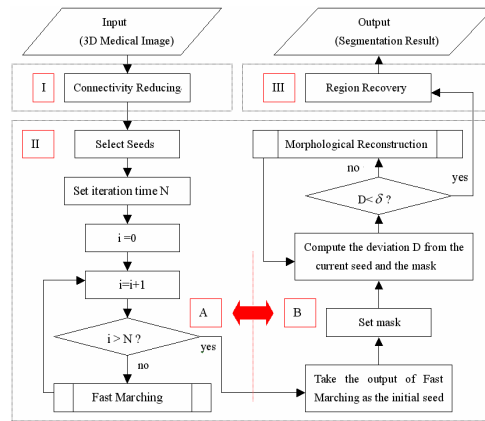 Input
(3D Medical Image)
Output
(Segmentation Result)
I
Connectivity Reducing
III
Region Recovery
II
Select Seeds
Set iteration time N
i =0
i=i+1
A
i > N ?
yes
no
Fast Marching
Morphological Reconstruction
no
yes
D< δ ?
Compute the deviation D from the
current seed and the mask
B
Set mask
Take the output of Fast
Marching as the initial seed